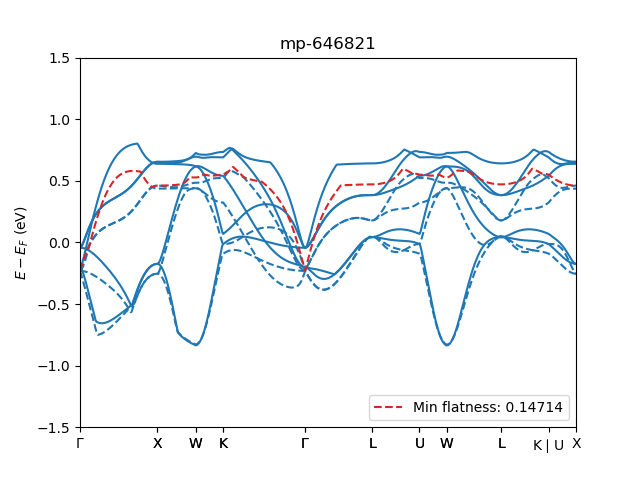 mp-646821
E − E_F (eV)
1.5
1.0
0.5
0.0
−0.5
−1.0
−1.5
Min flatness: 0.14714
Γ X W K Γ L U W L K | U X